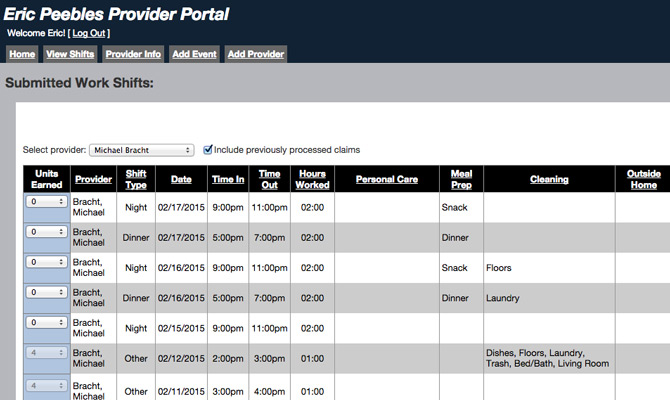 Eric Peebles Provider Portal
Welcome Eric! [ Log Out ]
Home View Shifts Provider Info Add Event Add Provider
Submitted Work Shifts:
Select provider: Michael Bracht Include previously processed claims
Units Earned Provider Shift Type Date Time In Time Out Hours Worked Personal Care Meal Prep Cleaning Outside Home
0 Bracht, Michael Night 02/17/2015 9:00pm 11:00pm 02:00 Snack
0 Bracht, Michael Dinner 02/17/2015 5:00pm 7:00pm 02:00 Dinner
0 Bracht, Michael Night 02/16/2015 9:00pm 11:00pm 02:00 Snack Floors
0 Bracht, Michael Dinner 02/16/2015 5:00pm 7:00pm 02:00 Dinner Laundry
0 Bracht, Michael Night 02/15/2015 9:00pm 11:00pm 02:00
4 Bracht, Michael Other 02/12/2015 2:00pm 3:00pm 01:00 Dishes, Floors, Laundry, Trash, Bed/Bath, Living Room
4 Bracht, Michael Other 02/11/2015 3:00pm 4:00pm 01:00